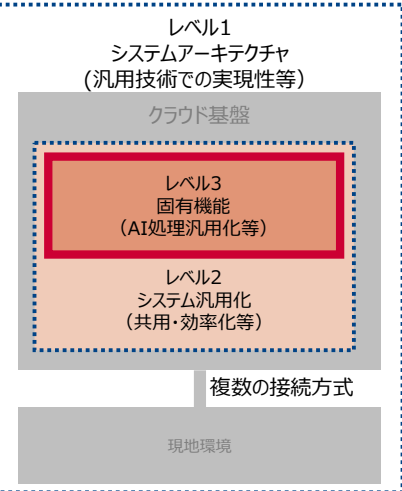 レベル1
システムアーキテクチャ
(汎用技術での実現性等）
クラウド基盤
レベル3
固有機能
（AI処理汎用化等）
レベル2
システム汎用化
（共用・効率化等）
複数の接続方式
現地環境